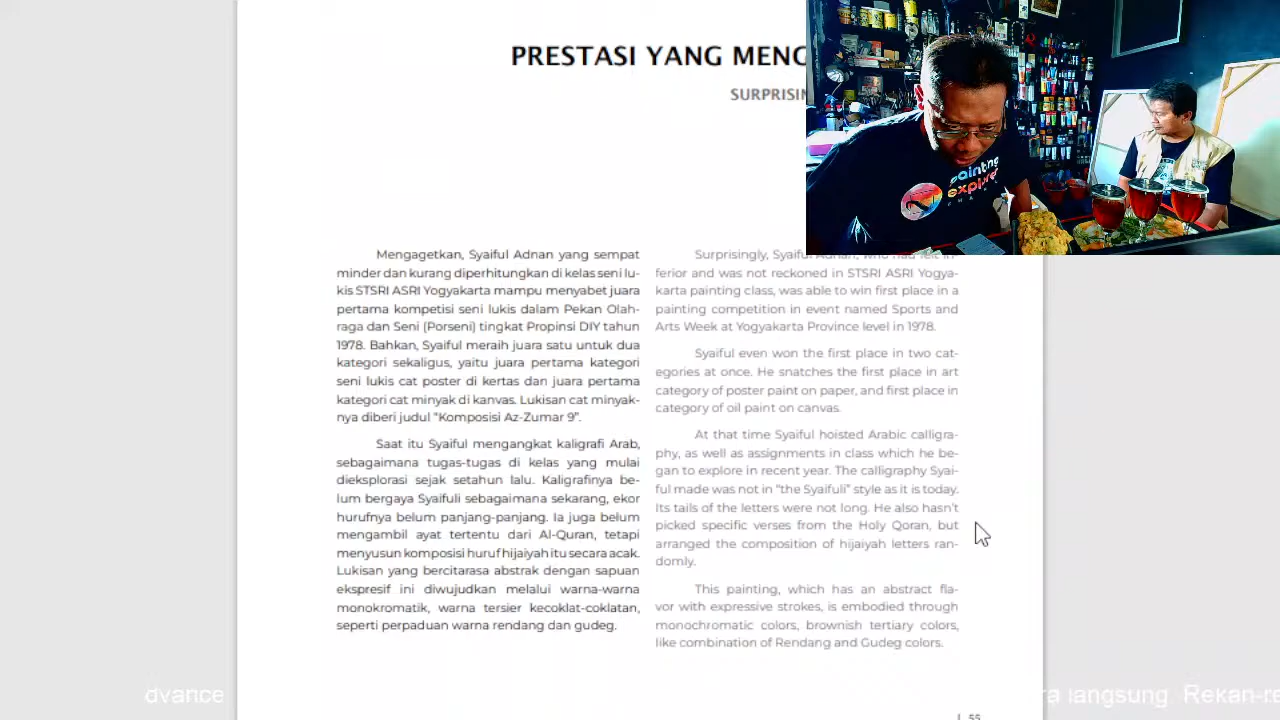 PRESTASI YANG
SURPRISIN
painting
explorer
Mengagetkan, Syaiful Adnan yang sempat
minder dan kurang diperhitungkan di kelas seni lu-
kis STSRI ASRI Yogyakarta mampu menyabet juara
pertama kompetisi seni lukis dalam Pekan Olah-
raga dan Seni (Porseni) tingkat Propinsi DIY tahun
1978. Bahkan, Syaiful meraih juara satu untuk dua
kategori sekaligus, yaitu juara pertama kategori
seni lukis cat poster di kertas dan juara pertama
kategori cat minyak di kanvas. Lukisan cat minyak-
nya diberi judul “Komposisi Az-Zumar 9”.
Saat itu Syaiful mengangkat kaligrafi Arab,
sebagaimana tugas-tugas di kelas yang mulai
dieksplorasi sejak setahun lalu. Kaligrafinya be-
lum bergaya Syaifuli sebagaimana sekarang, ekor
hurufnya belum panjang-panjang. Ia juga belum
mengambil ayat tertentu dari Al-Quran, tetapi
menyusun komposisi huruf hijaiyah itu secara acak.
Lukisan yang bercitarasa abstrak dengan sapuan
ekspresif ini diwujudkan melalui warna-warna
monokromatik, warna tersier kecoklat-coklatan,
seperti perpaduan warna rendang dan gudeg.
Surprisingly, Syaiful Adnan, who had felt in-
ferior and was not reckoned in STSRI ASRI Yogya-
karta painting class, was able to win first place in a
painting competition in event named Sports and
Arts Week at Yogyakarta Province level in 1978.
Syaiful even won the first place in two cat-
egories at once. He snatches the first place in art
category of poster paint on paper, and first place in
category of oil paint on canvas.
At that time Syaiful hoisted Arabic calligra-
phy, as well as assignments in class which he be-
gan to explore in recent year. The calligraphy Syai-
ful made was not in “the Syaifuli” style as it is today.
Its tails of the letters were not long. He also hasn’t
picked specific verses from the Holy Qoran, but
arranged the composition of hijaiyah letters ran-
domly.
This painting, which has an abstract fla-
vor with expressive strokes, is embodied through
monochromatic colors, brownish tertiary colors,
like combination of Rendang and Gudeg colors.
dvance
ra langsung. Rekan-re
| 55